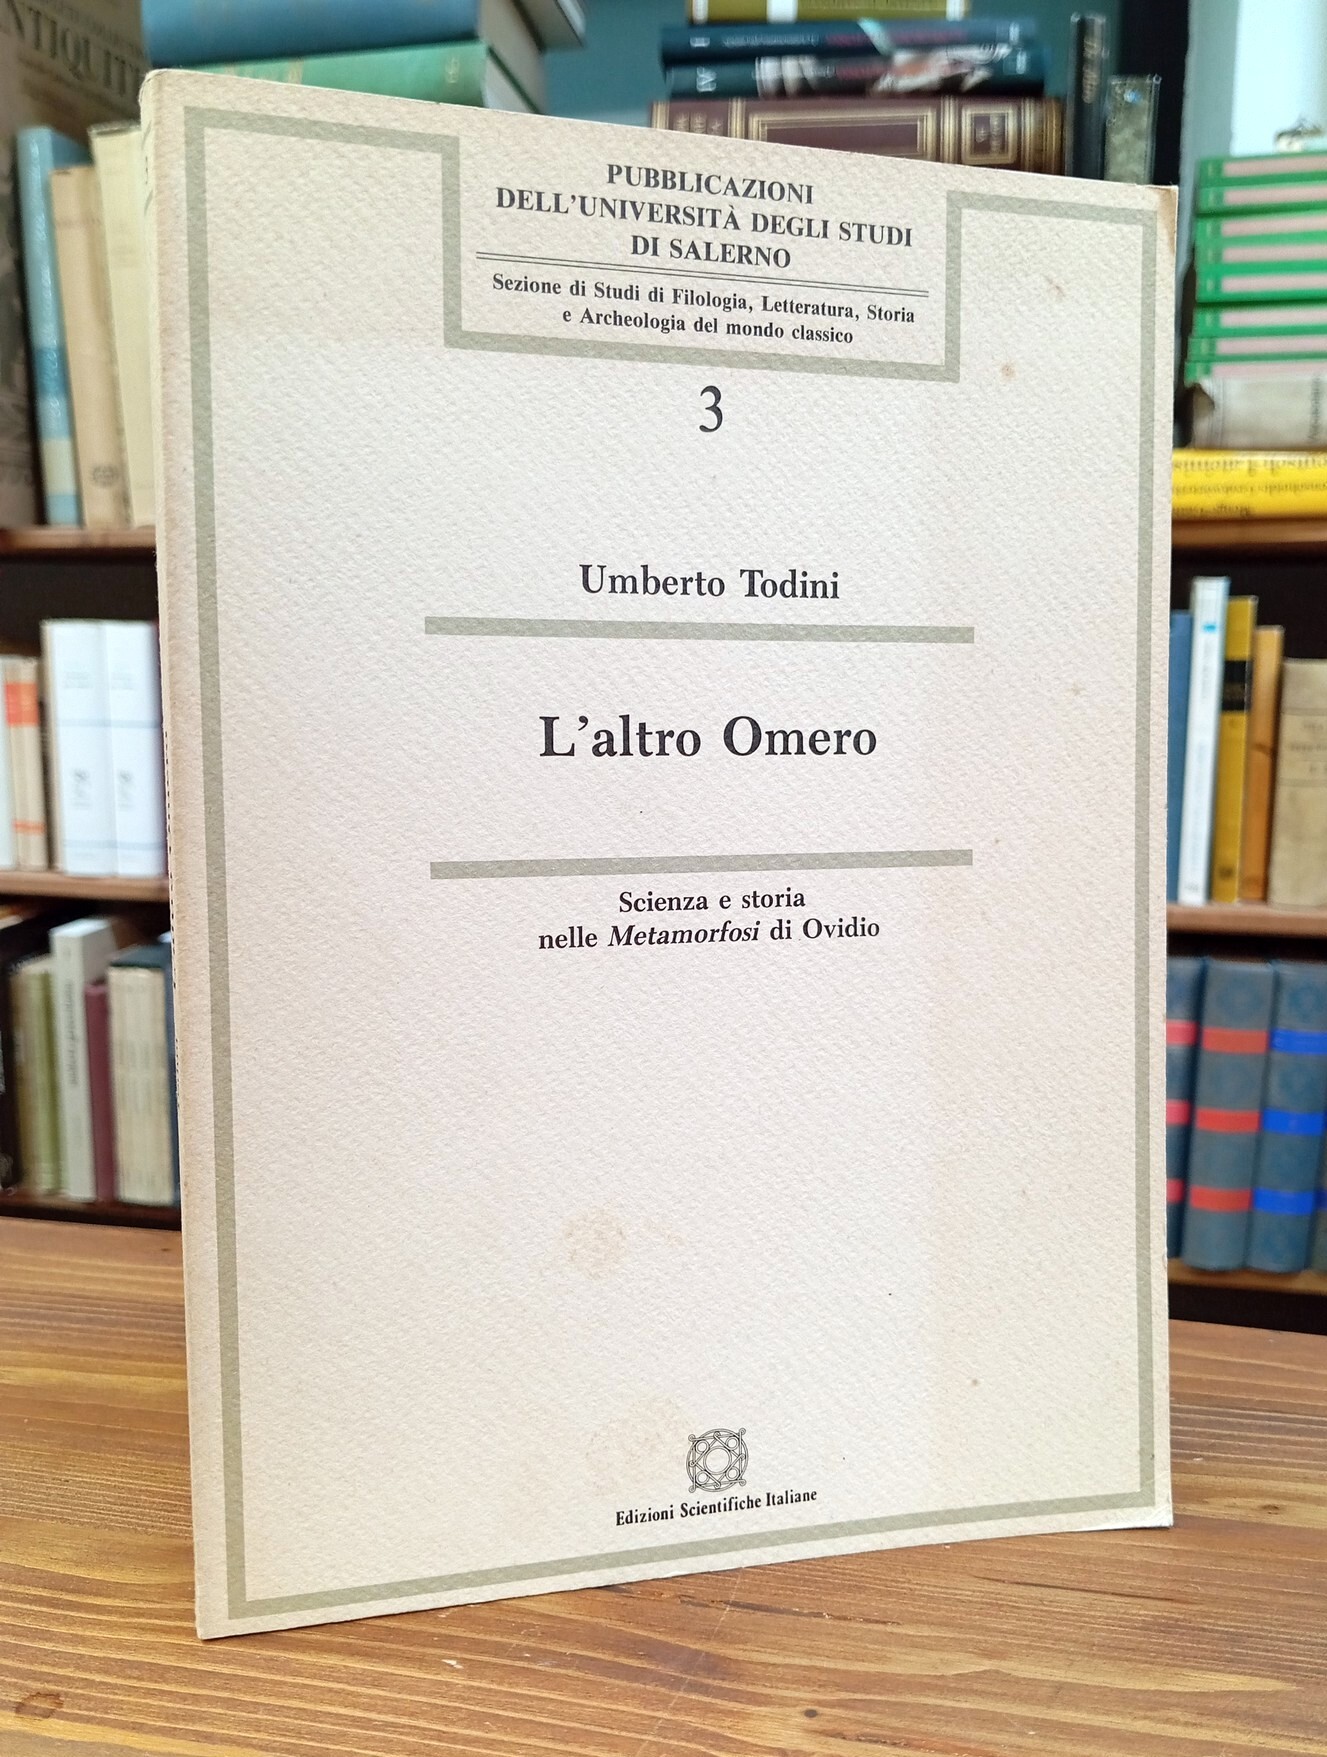 PUBBLICAZIONI
DELL'UNIVERSITÀ DEGLI STUDI
DI SALERNO
Sezione di Studi di Filologia, Letteratura, Storia
e Archeologia del mondo classico
3
Umberto Todini
L'altro Omero
Scienza e storia
nelle Metamorfosi di Ovidio
Edizioni Scientifiche Italiane